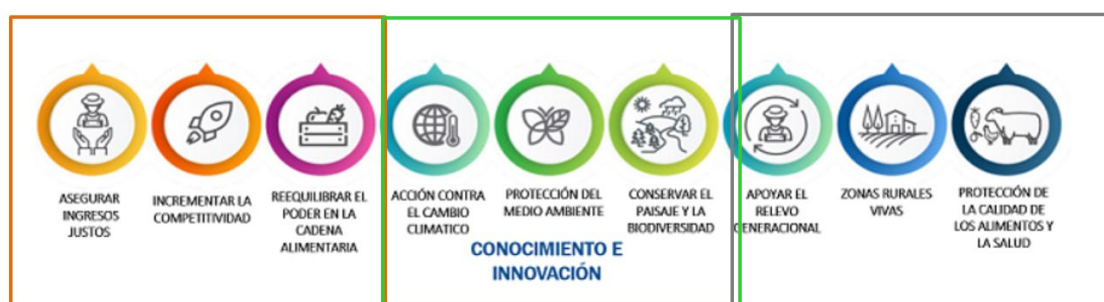 ASEGURAR
INGRESOS
JUSTOS
INCREMENTAR LA
COMPETITIVIDAD
REEQUILIBRAR EL
PODER EN LA
CADENA
ALIMENTARIA
ACCIÓN CONTRA
EL CAMBIO
CLIMATICO
PROTECCIÓN DEL
MEDIO AMBIENTE
CONSERVAR EL
PAISAJE Y LA
BIODIVERSIDAD
APOYAR EL
RELEVO
GENERACIONAL
ZONAS RURALES
VIVAS
PROTECCIÓN DE
LA CALIDAD DE
LOS ALIMENTOS Y
LA SALUD
CONOCIMIENTO E
INNOVACIÓN